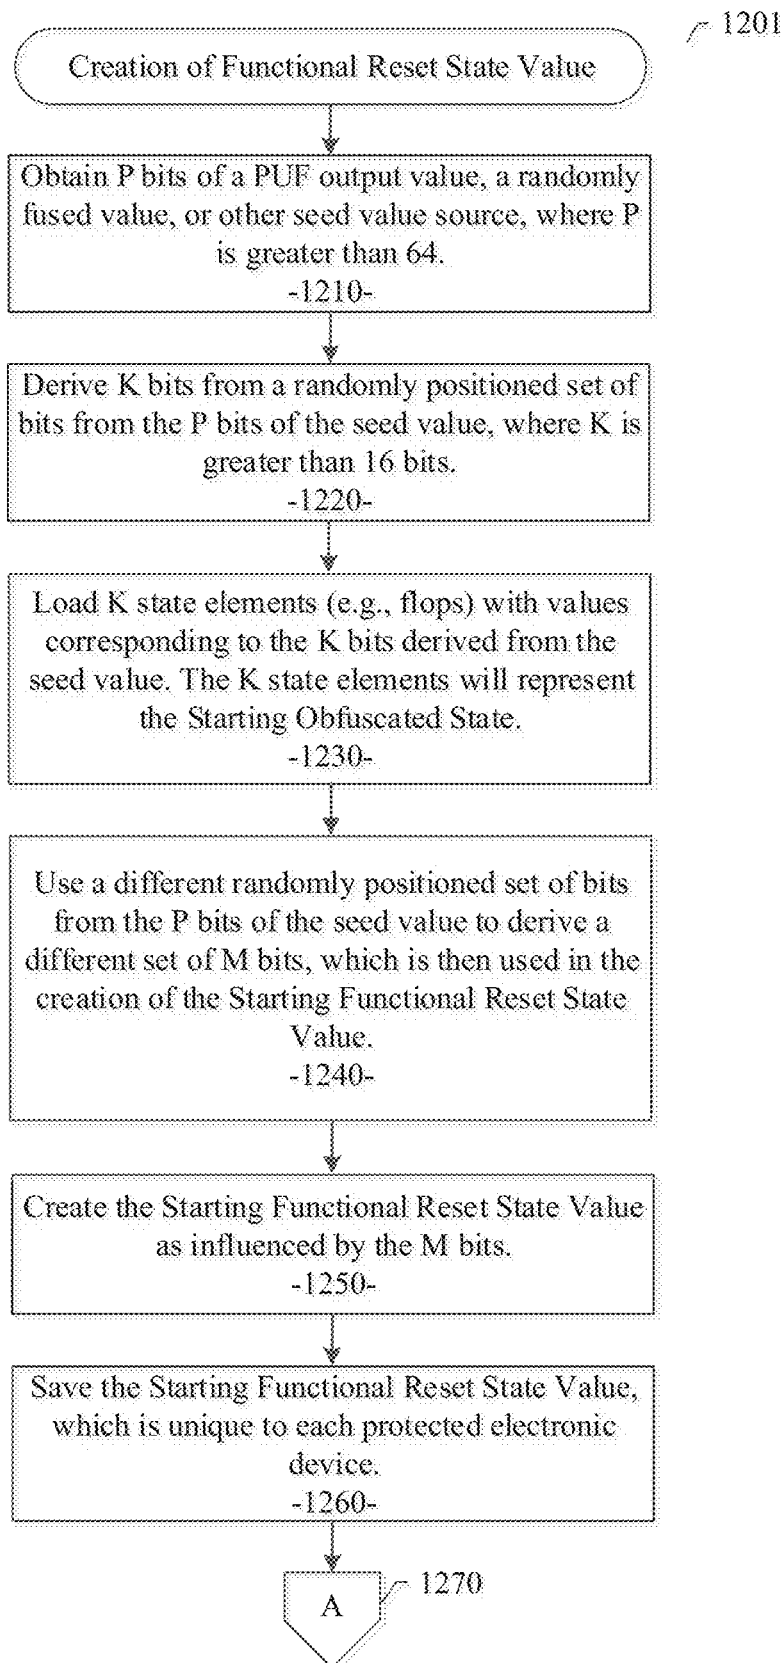 1201
Creation of Functional Reset State Value
Obtain P bits of a PUF output value, a randomly
fused value, or other seed value source, where P
is greater than 64.
-1210-
Derive K bits from a randomly positioned set of
bits from the P bits of the seed value, where K is
greater than 16 bits.
-1220-
Load K state elements (e.g., flops) with values
corresponding to the K bits derived from the
seed value. The K state elements will represent
the Starting Obfuscated State.
-1230-
Use a different randomly positioned set of bits
from the P bits of the seed value to derive a
different set of M bits, which is then used in the
creation of the Starting Functional Reset State
Value.
-1240-
Create the Starting Functional Reset State Value
as influenced by the M bits.
-1250-
Save the Starting Functional Reset State Value,
which is unique to each protected electronic
device.
-1260-
A
1270